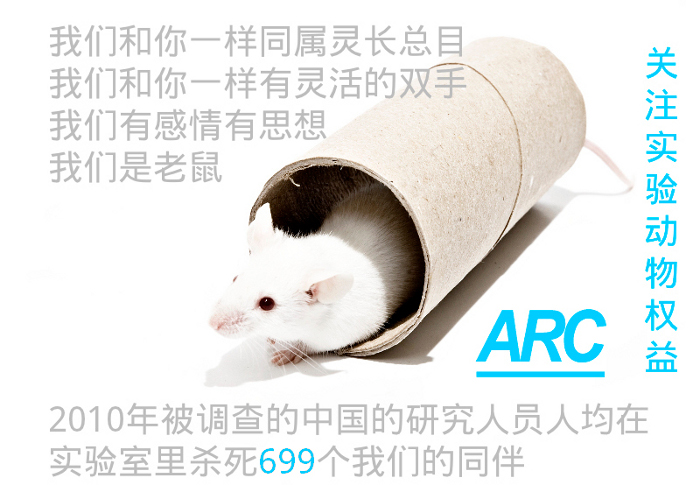 我们和你一样同属灵长总目
我们和你一样有灵活的双手
我们有感情有思想
我们是老鼠
关注实验动物权益
ARC
2010年被调查的中国的研究人员人均在
实验室里杀死699个我们的同伴